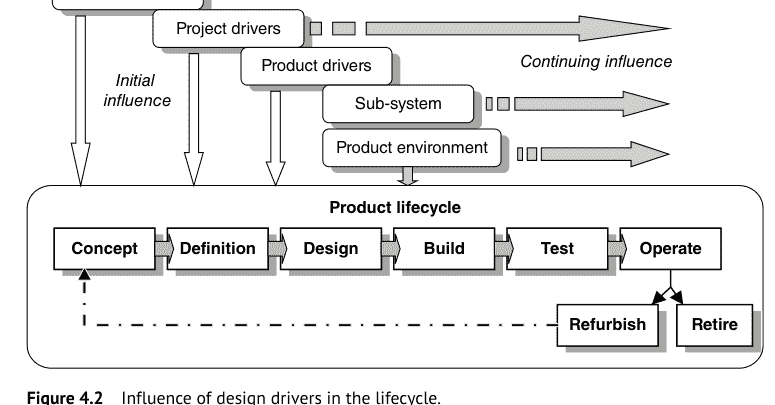 Project drivers
Product drivers
Initial
influence
Continuing influence
Sub-system
Product environment
Product lifecycle
Concept
Definition
Design
Build
Test
Operate
Refurbish
Retire
Figure 4.2 Influence of design drivers in the lifecycle.